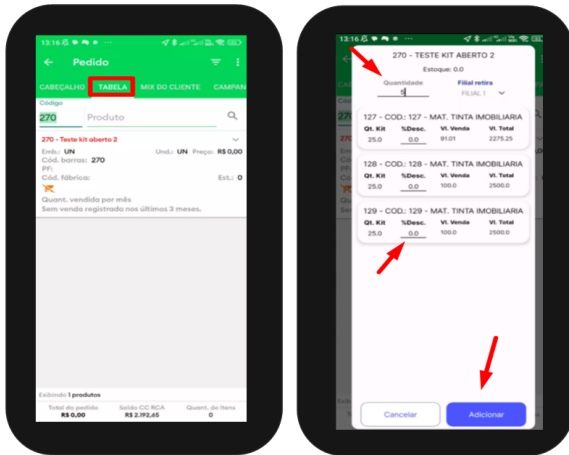 13:16
Pedido
CABEÇALHO TABELA MIX DO CLIENTE CAMPAN
Código
270 Produto
270 - Teste kit aberto 2
Emb.: UN Und.: UN Preço: R$ 0,00
Cód. barras: 270
PF:
Cód. fábrica: Est.: 0
Quant. vendida por mês
Sem venda registrada nos últimos 3 meses.
Exibindo 1 produtos
Total do pedido Saldo CC RCA Quant. de itens
R$ 0,00 R$ 2.192,65 0
13:16
270 - TESTE KIT ABERTO 2
Estoque: 0.0
Quantidade Filial retira
5 FILIAL 1
127 - COD.: 127 - MAT. TINTA IMOBILIARIA
Qt. Kit %Desc. Vl. Venda Vl. Total
25.0 0.0 91.01 2275.25
128 - COD.: 128 - MAT. TINTA IMOBILIARIA
Qt. Kit %Desc. Vl. Venda Vl. Total
25.0 0.0 100.0 2500.0
129 - COD.: 129 - MAT. TINTA IMOBILIARIA
Qt. Kit %Desc. Vl. Venda Vl. Total
25.0 0.0 100.0 2500.0
Cancelar Adicionar